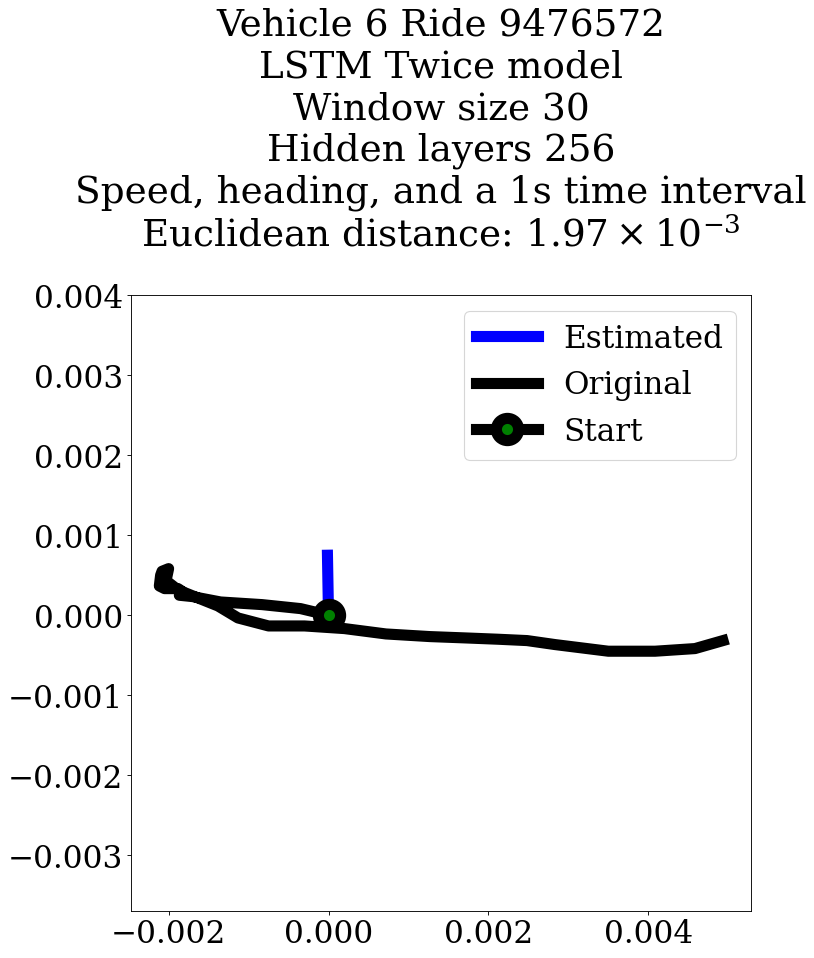 Vehicle 6 Ride 9476572
LSTM Twice model
Window size 30
Hidden layers 256
Speed, heading, and a 1s time interval
Euclidean distance: 1.97 × 10⁻³
0.004
0.003
0.002
0.001
0.000
−0.001
−0.002
−0.003
Estimated
Original
Start
−0.002
0.000
0.002
0.004